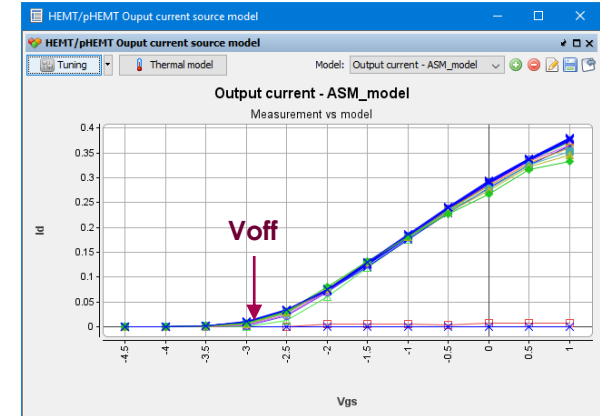 HEMT/pHEMT Ouput current source model
HEMT/pHEMT Ouput current source model
Tuning
Thermal model
Model: Output current - ASM_model
Output current - ASM_model
Measurement vs model
0.4
0.35
0.3
0.25
0.2
0.15
0.1
0.05
0
Id
Voff
-4.5
-4
-3.5
-3
-2.5
-2
-1.5
-1
-0.5
0
0.5
1
Vgs